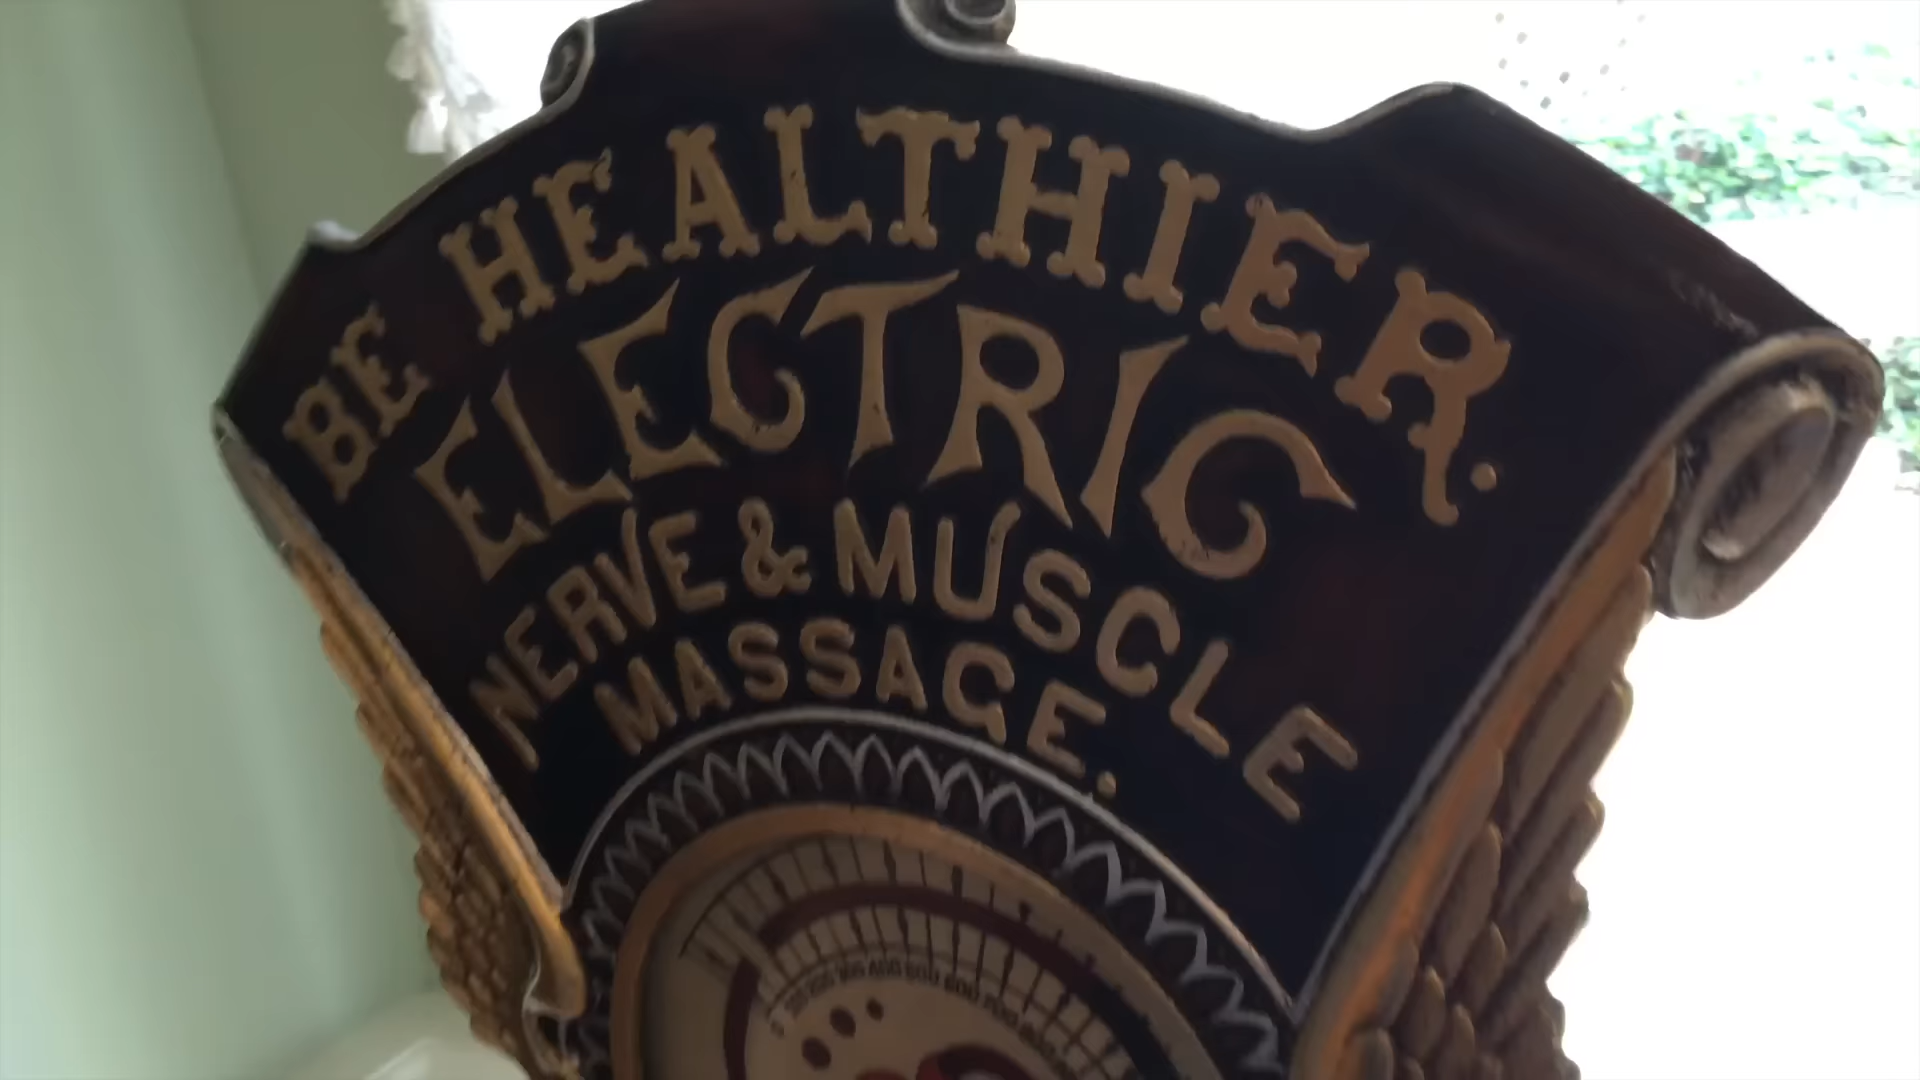 BE HEALTHIER.
ELECTRIC
NERVE & MUSCLE
MASSAGE.